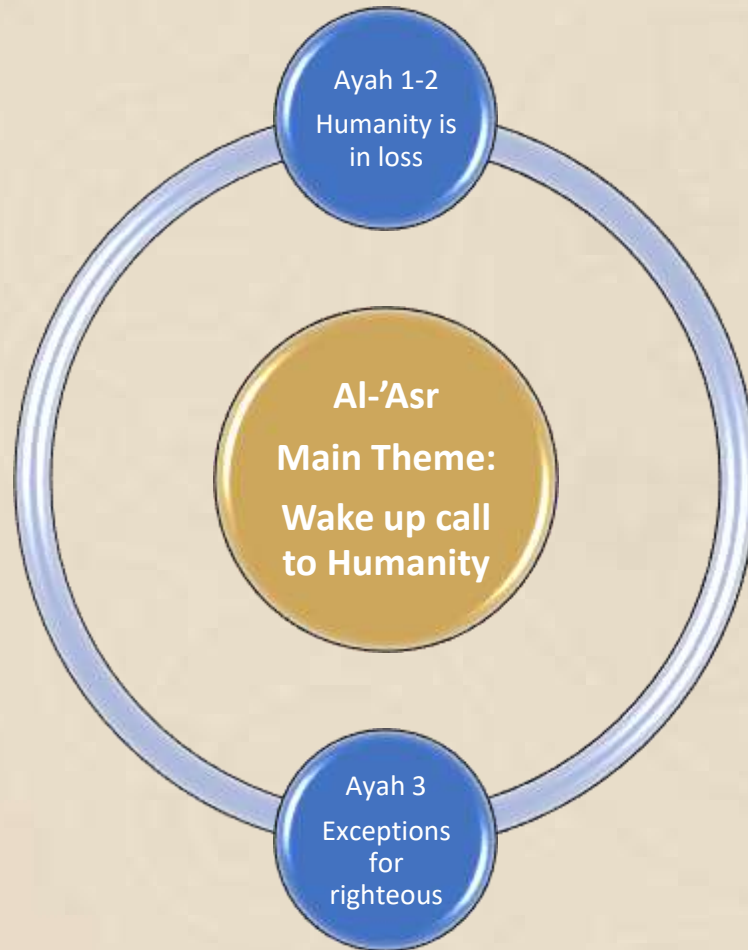 Ayah 1-2
Humanity is
in loss
Al-’Asr
Main Theme:
Wake up call
to Humanity
Ayah 3
Exceptions
for
righteous